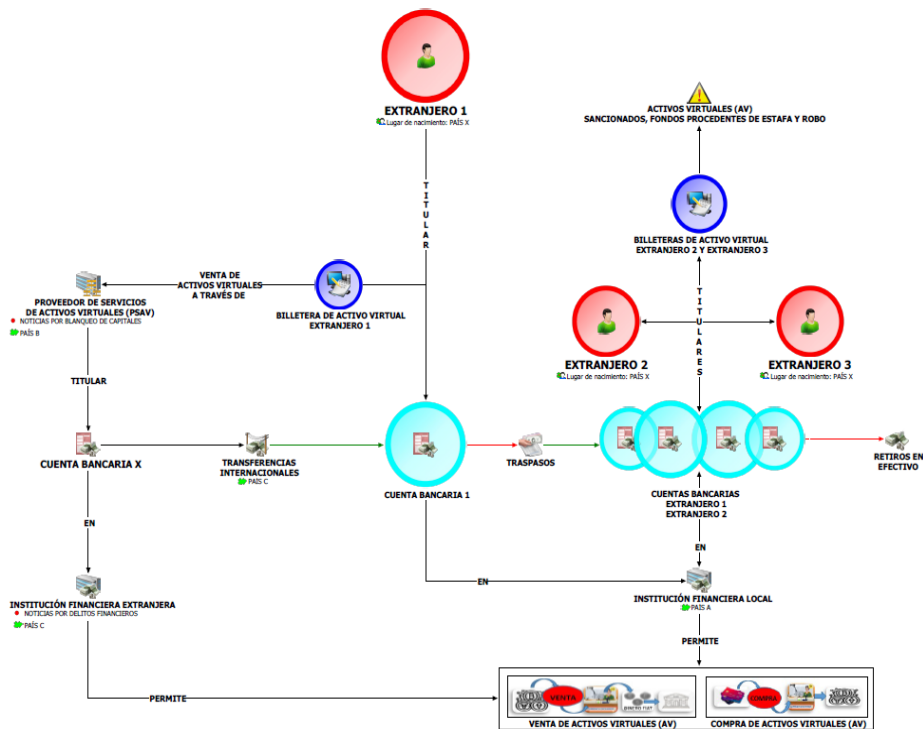 EXTRANJERO 1
Lugar de nacimiento: PAÍS X
TITULAR
ACTIVOS VIRTUALES (AV)
SANCIONADOS, FONDOS PROCEDENTES DE ESTAFA Y ROBO
BILLETERAS DE ACTIVO VIRTUAL
EXTRANJERO 2 Y EXTRANJERO 3
VENTA DE
ACTIVOS VIRTUALES
A TRAVÉS DE
PROVEEDOR DE SERVICIOS
DE ACTIVOS VIRTUALES (PSAV)
NOTICIAS POR BLANQUEO DE CAPITALES
PAÍS B
BILLETERA DE ACTIVO VIRTUAL
EXTRANJERO 1
TITULARES
EXTRANJERO 2
Lugar de nacimiento: PAÍS X
EXTRANJERO 3
Lugar de nacimiento: PAÍS X
TITULAR
CUENTA BANCARIA X
TRANSFERENCIAS
INTERNACIONALES
PAÍS C
CUENTA BANCARIA 1
TRASPASOS
CUENTAS BANCARIAS
EXTRANJERO 1
EXTRANJERO 2
RETIROS EN
EFECTIVO
EN
EN
EN
INSTITUCIÓN FINANCIERA EXTRANJERA
NOTICIAS POR DELITOS FINANCIEROS
PAÍS C
INSTITUCIÓN FINANCIERA LOCAL
PAÍS A
PERMITE
PERMITE
VENTA
COMPRA
VENTA DE ACTIVOS VIRTUALES (AV)
COMPRA DE ACTIVOS VIRTUALES (AV)